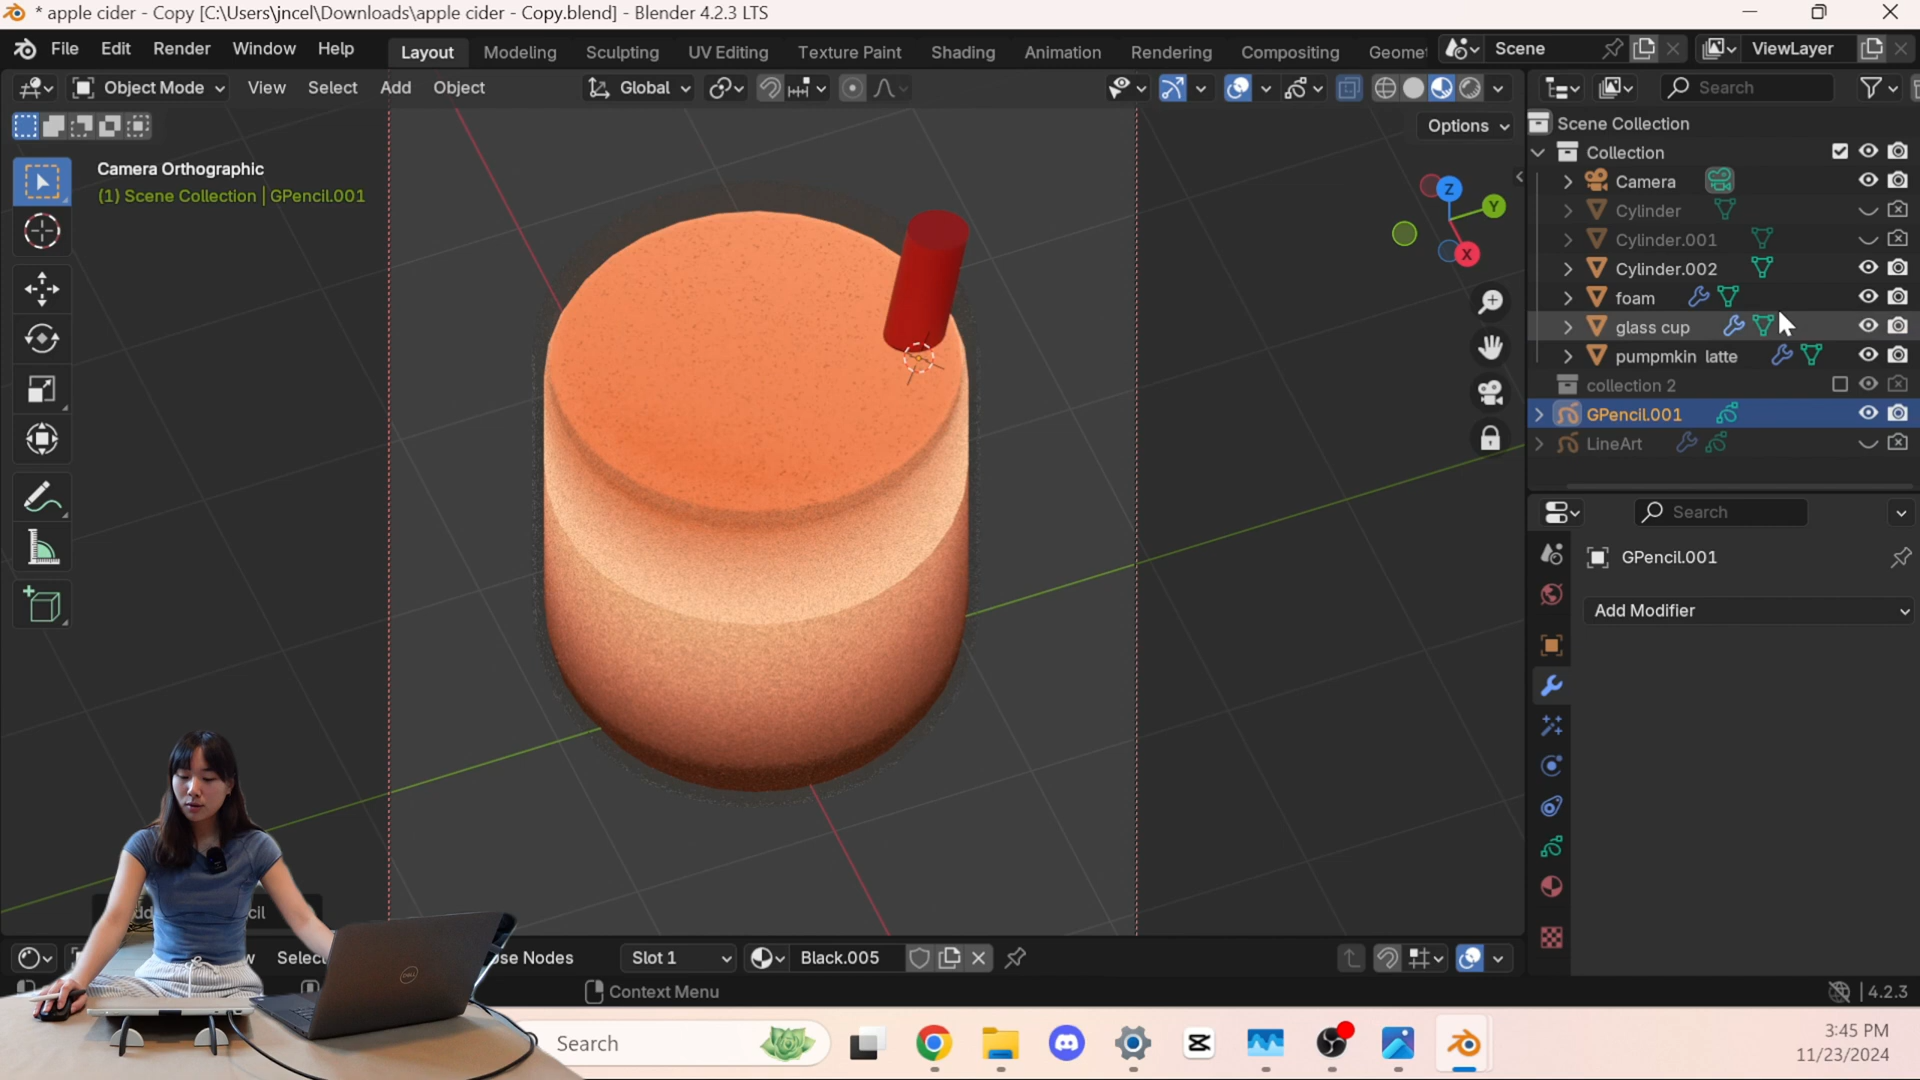 * apple cider - Copy [C:\Users\jncel\Downloads\apple cider - Copy.blend] - Blender 4.2.3 LTS
File Edit Render Window Help Layout Modeling Sculpting UV Editing Texture Paint Shading Animation Rendering Compositing Geome Scene ViewLayer
Object Mode View Select Add Object Global Search
Options
Camera Orthographic
(1) Scene Collection | GPencil.001
Z
Y
X
Scene Collection
Collection
Camera
Cylinder
Cylinder.001
Cylinder.002
foam
glass cup
pumpmkin latte
collection 2
GPencil.001
LineArt
Search
GPencil.001
Add Modifier
Slot 1 Black.005
Context Menu
4.2.3
DELL
Search
3:45 PM
11/23/2024